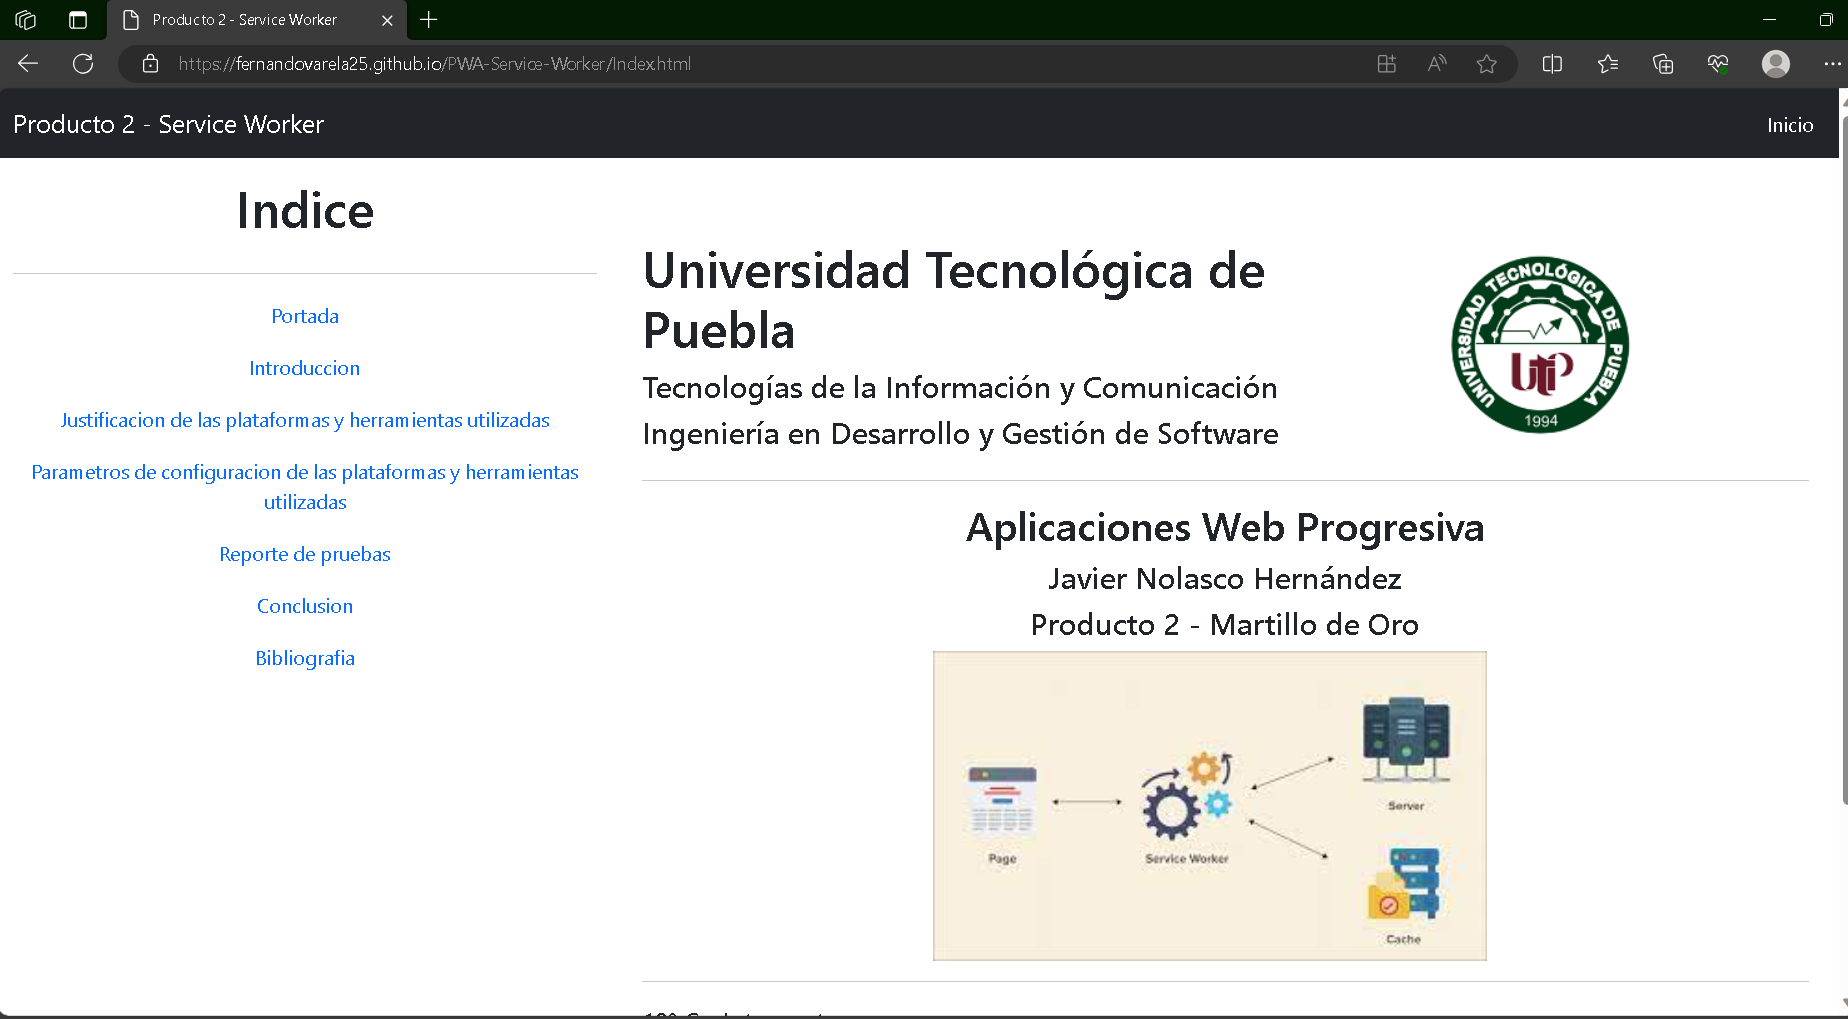 Producto 2 - Service Worker
https://fernandovarela25.github.io/PWA-Service-Worker/Index.html
Producto 2 - Service Worker
Inicio
Indice
Portada
Introduccion
Justificacion de las plataformas y herramientas utilizadas
Parametros de configuracion de las plataformas y herramientas
utilizadas
Reporte de pruebas
Conclusion
Bibliografia
Universidad Tecnológica de
Puebla
Tecnologías de la Información y Comunicación
Ingeniería en Desarrollo y Gestión de Software
UNIVERSIDAD TECNOLÓGICA DE PUEBLA
UTP
1994
Aplicaciones Web Progresiva
Javier Nolasco Hernández
Producto 2 - Martillo de Oro
Page
Service Worker
Server
Cache